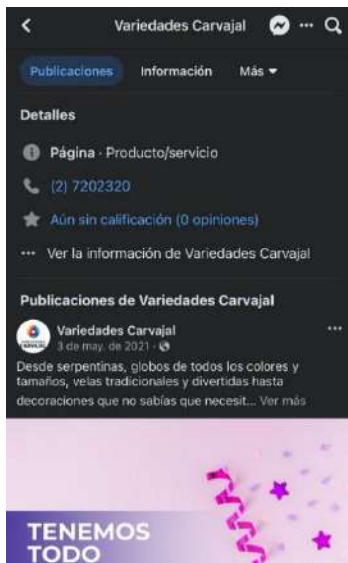 Variedades Carvajal
Publicaciones Información Más
Detalles
Página · Producto/servicio
(2) 7202320
Aún sin calificación (0 opiniones)
Ver la información de Variedades Carvajal
Publicaciones de Variedades Carvajal
Variedades Carvajal
3 de may. de 2021 ·
Desde serpentinas, globos de todos los colores y
tamaños, velas tradicionales y divertidas hasta
decoraciones que no sabías que necesit... Ver más
TENEMOS
TODO